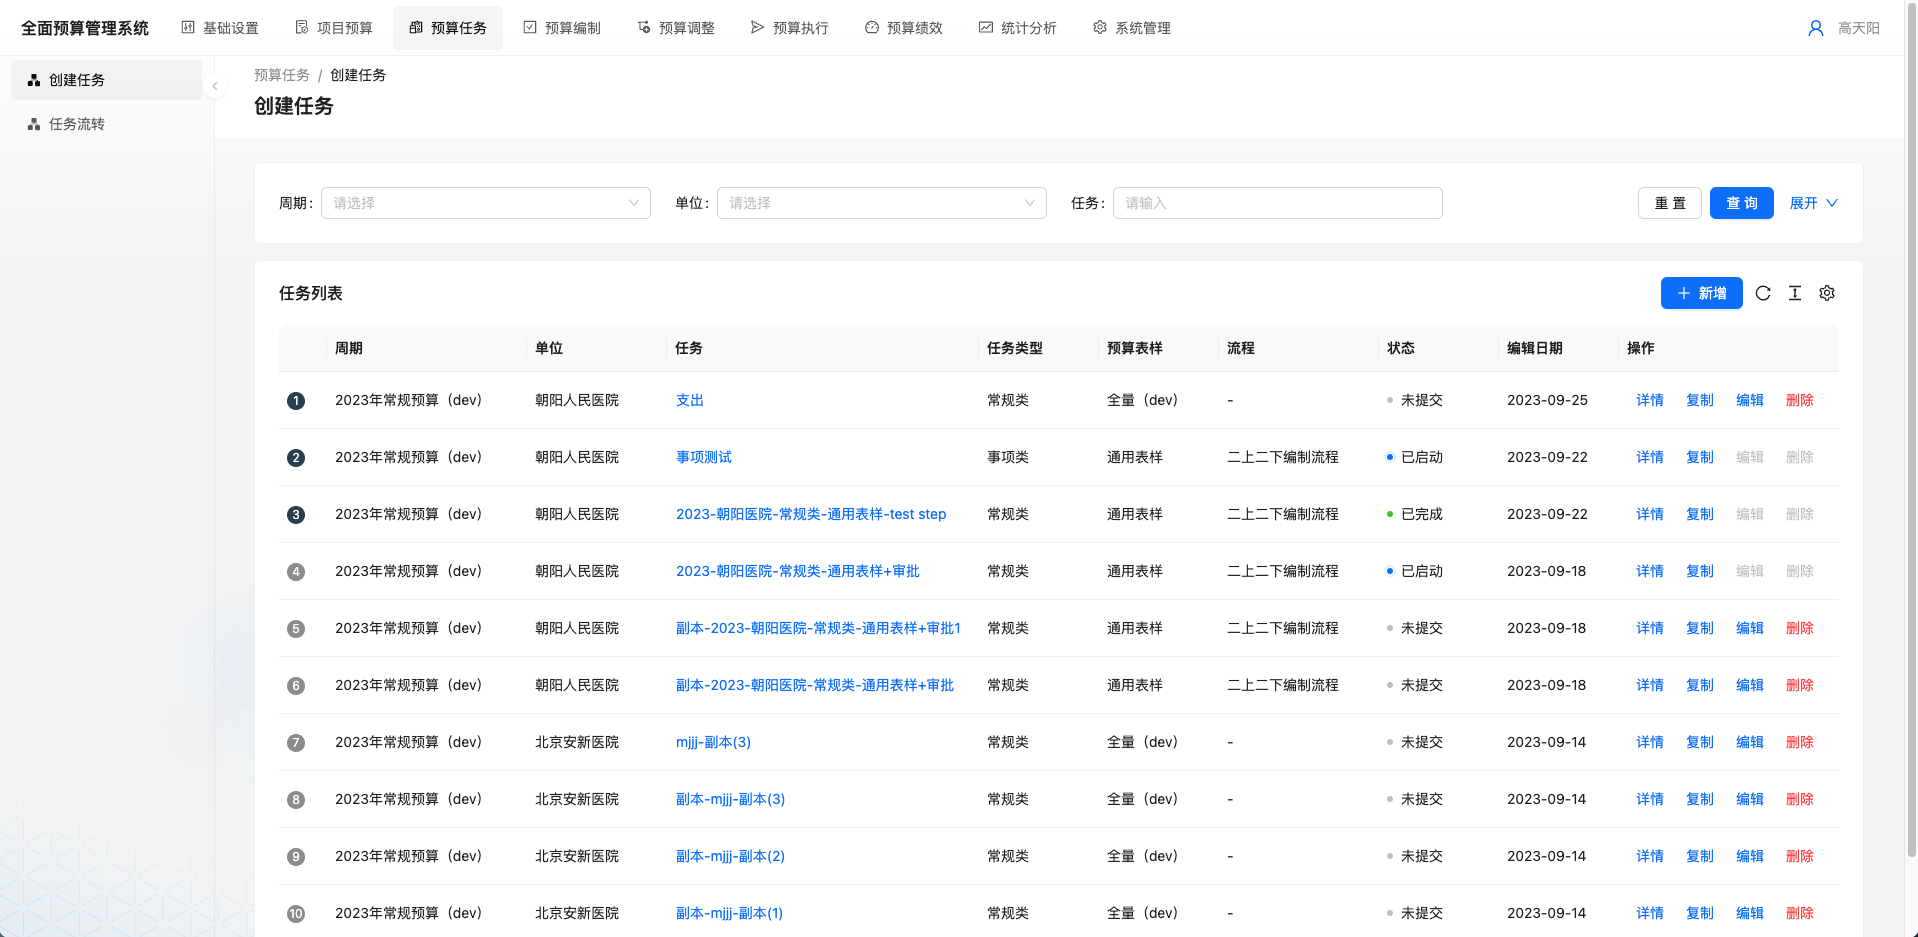 全面预算管理系统 基础设置 项目预算 预算任务 预算编制 预算调整 预算执行 预算绩效 统计分析 系统管理 高天阳
创建任务
任务流转
预算任务 / 创建任务
创建任务
周期: 请选择 单位: 请选择 任务: 请输入 重 置 查 询 展开
任务列表 新增
周期 单位 任务 任务类型 预算表样 流程 状态 编辑日期 操作
1 2023年常规预算（dev） 朝阳人民医院 支出 常规类 全量（dev） - 未提交 2023-09-25 详情 复制 编辑 删除
2 2023年常规预算（dev） 朝阳人民医院 事项测试 事项类 通用表样 二上二下编制流程 已启动 2023-09-22 详情 复制 编辑 删除
3 2023年常规预算（dev） 朝阳人民医院 2023-朝阳医院-常规类-通用表样-test step 常规类 通用表样 二上二下编制流程 已完成 2023-09-22 详情 复制 编辑 删除
4 2023年常规预算（dev） 朝阳人民医院 2023-朝阳医院-常规类-通用表样+审批 常规类 通用表样 二上二下编制流程 已启动 2023-09-18 详情 复制 编辑 删除
5 2023年常规预算（dev） 朝阳人民医院 副本-2023-朝阳医院-常规类-通用表样+审批1 常规类 通用表样 二上二下编制流程 未提交 2023-09-18 详情 复制 编辑 删除
6 2023年常规预算（dev） 朝阳人民医院 副本-2023-朝阳医院-常规类-通用表样+审批 常规类 通用表样 二上二下编制流程 未提交 2023-09-18 详情 复制 编辑 删除
7 2023年常规预算（dev） 北京安新医院 mjjj-副本(3) 常规类 全量（dev） - 未提交 2023-09-14 详情 复制 编辑 删除
8 2023年常规预算（dev） 北京安新医院 副本-mjjj-副本(3) 常规类 全量（dev） - 未提交 2023-09-14 详情 复制 编辑 删除
9 2023年常规预算（dev） 北京安新医院 副本-mjjj-副本(2) 常规类 全量（dev） - 未提交 2023-09-14 详情 复制 编辑 删除
10 2023年常规预算（dev） 北京安新医院 副本-mjjj-副本(1) 常规类 全量（dev） - 未提交 2023-09-14 详情 复制 编辑 删除